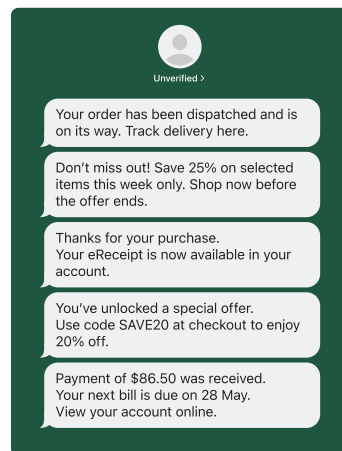 Unverified >
Your order has been dispatched and is
on its way. Track delivery here.
Don’t miss out! Save 25% on selected
items this week only. Shop now before
the offer ends.
Thanks for your purchase.
Your eReceipt is now available in your
account.
You’ve unlocked a special offer.
Use code SAVE20 at checkout to enjoy
20% off.
Payment of $86.50 was received.
Your next bill is due on 28 May.
View your account online.